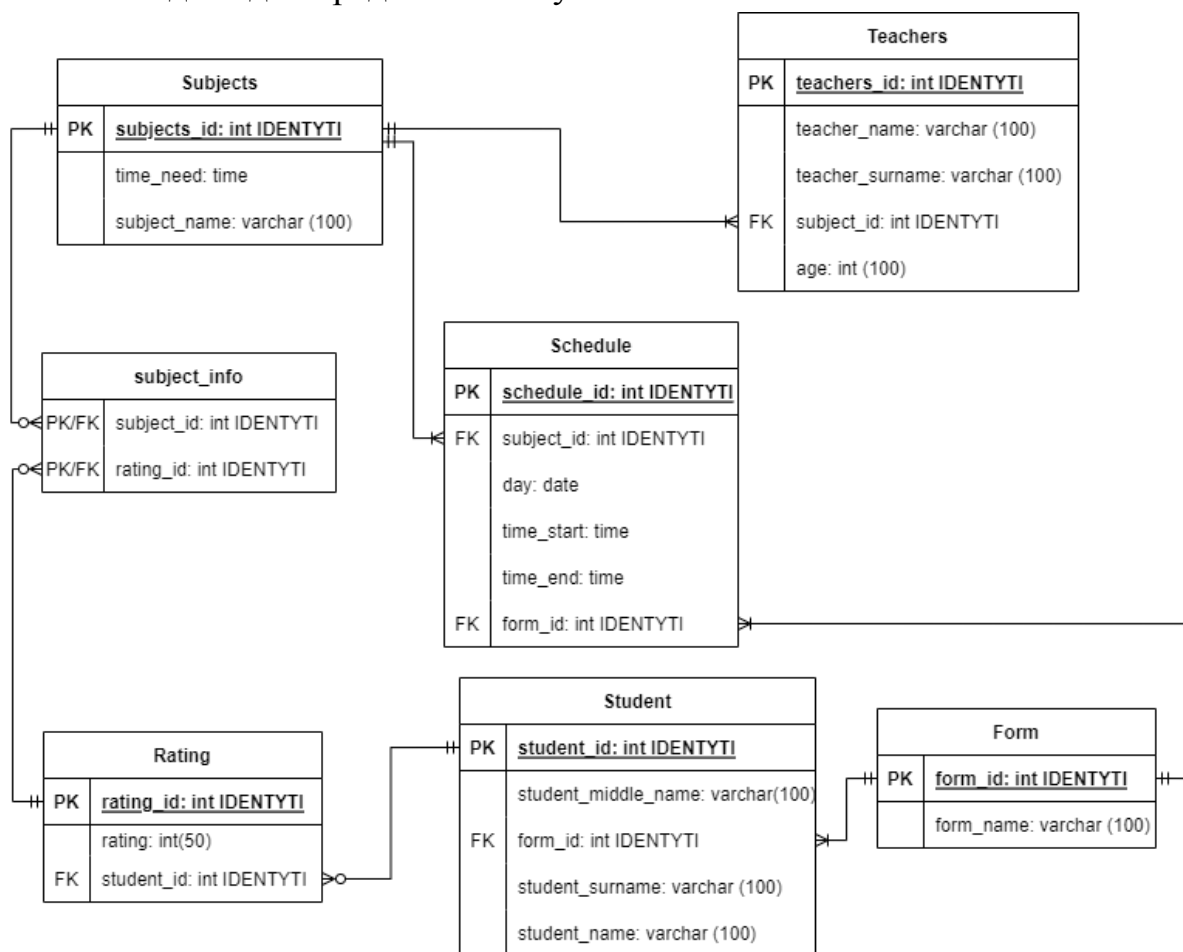 Teachers
PK teachers_id: int IDENTYTI
teacher_name: varchar (100)
teacher_surname: varchar (100)
FK subject_id: int IDENTYTI
age: int (100)
Subjects
PK subjects_id: int IDENTYTI
time_need: time
subject_name: varchar (100)
Schedule
PK schedule_id: int IDENTYTI
FK subject_id: int IDENTYTI
day: date
time_start: time
time_end: time
FK form_id: int IDENTYTI
subject_info
PK/FK subject_id: int IDENTYTI
PK/FK rating_id: int IDENTYTI
Student
PK student_id: int IDENTYTI
student_middle_name: varchar(100)
FK form_id: int IDENTYTI
student_surname: varchar (100)
student_name: varchar (100)
Form
PK form_id: int IDENTYTI
form_name: varchar (100)
Rating
PK rating_id: int IDENTYTI
rating: int(50)
FK student_id: int IDENTYTI